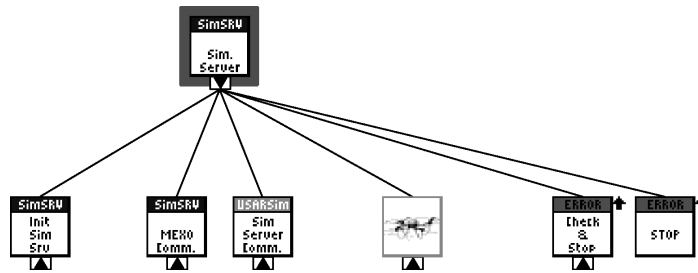 SimSRV
Sim.
Server
SimSRV
Init
Sim
Srv
SimSRV
MEXO
Comm.
USARSim
Sim
Server
Comm.
ERROR
Check
&
Stop
ERROR
STOP